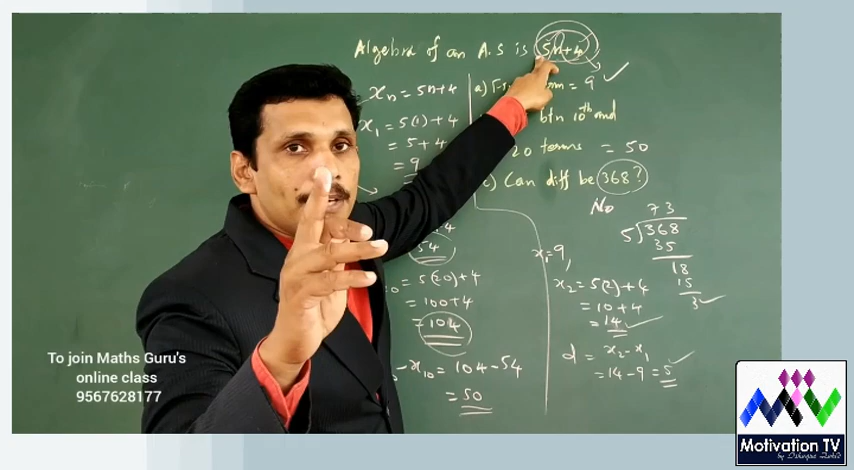 Algebra of an A.S is 5n+4
xn = 5n+4
x1 = 5(1)+4
= 5+4
= 9
54
= 5(20)+4
= 100+4
= 104
x10 = 104-54
= 50
a) = 9
btn 10th and
20 terms = 50
c) Can diff be 368?
No
73
5)368
35
18
15
3
x1=9,
x2 = 5(2)+4
= 10+4
= 14
d = x2-x1
= 14-9 = 5
To join Maths Guru's
online class
9567628177
Motivation TV